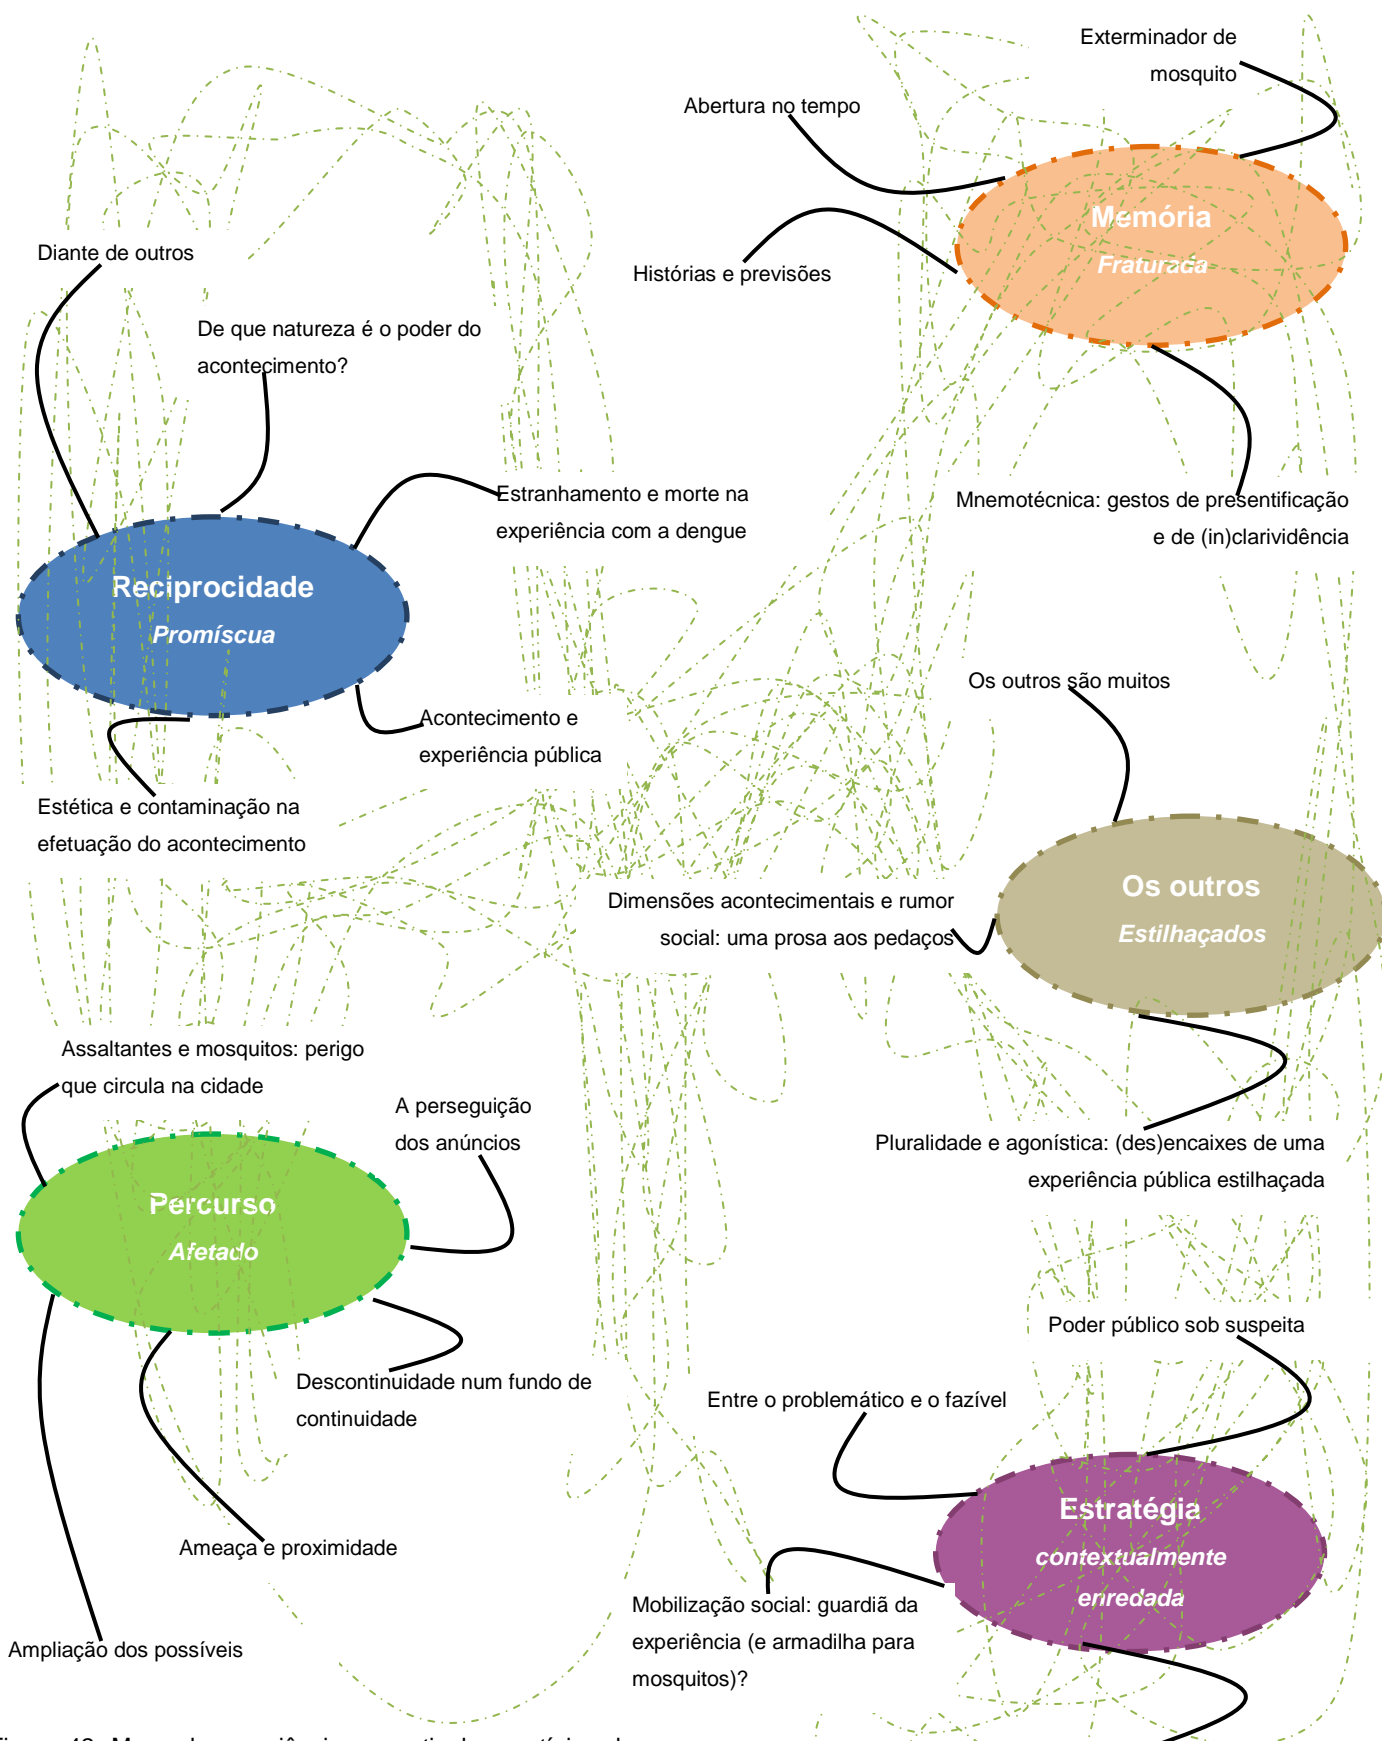 Exterminador de
mosquito
Abertura no tempo
Memória
Fraturada
Histórias e previsões
Diante de outros
De que natureza é o poder do
acontecimento?
Estranhamento e morte na
experiência com a dengue
Mnemotécnica: gestos de presentificação
e de (in)clarividência
Reciprocidade
Promíscua
Os outros são muitos
Acontecimento e
experiência pública
Estética e contaminação na
efetuação do acontecimento
Os outros
Estilhaçados
Dimensões acontecimentais e rumor
social: uma prosa aos pedaços
Assaltantes e mosquitos: perigo
que circula na cidade
A perseguição
dos anúncios
Pluralidade e agonística: (des)encaixes de uma
experiência pública estilhaçada
Percurso
Afetado
Poder público sob suspeita
Descontinuidade num fundo de
continuidade
Entre o problemático e o fazível
Estratégia
contextualmente
enredada
Ameaça e proximidade
Mobilização social: guardiã da
experiência (e armadilha para
mosquitos)?
Ampliação dos possíveis